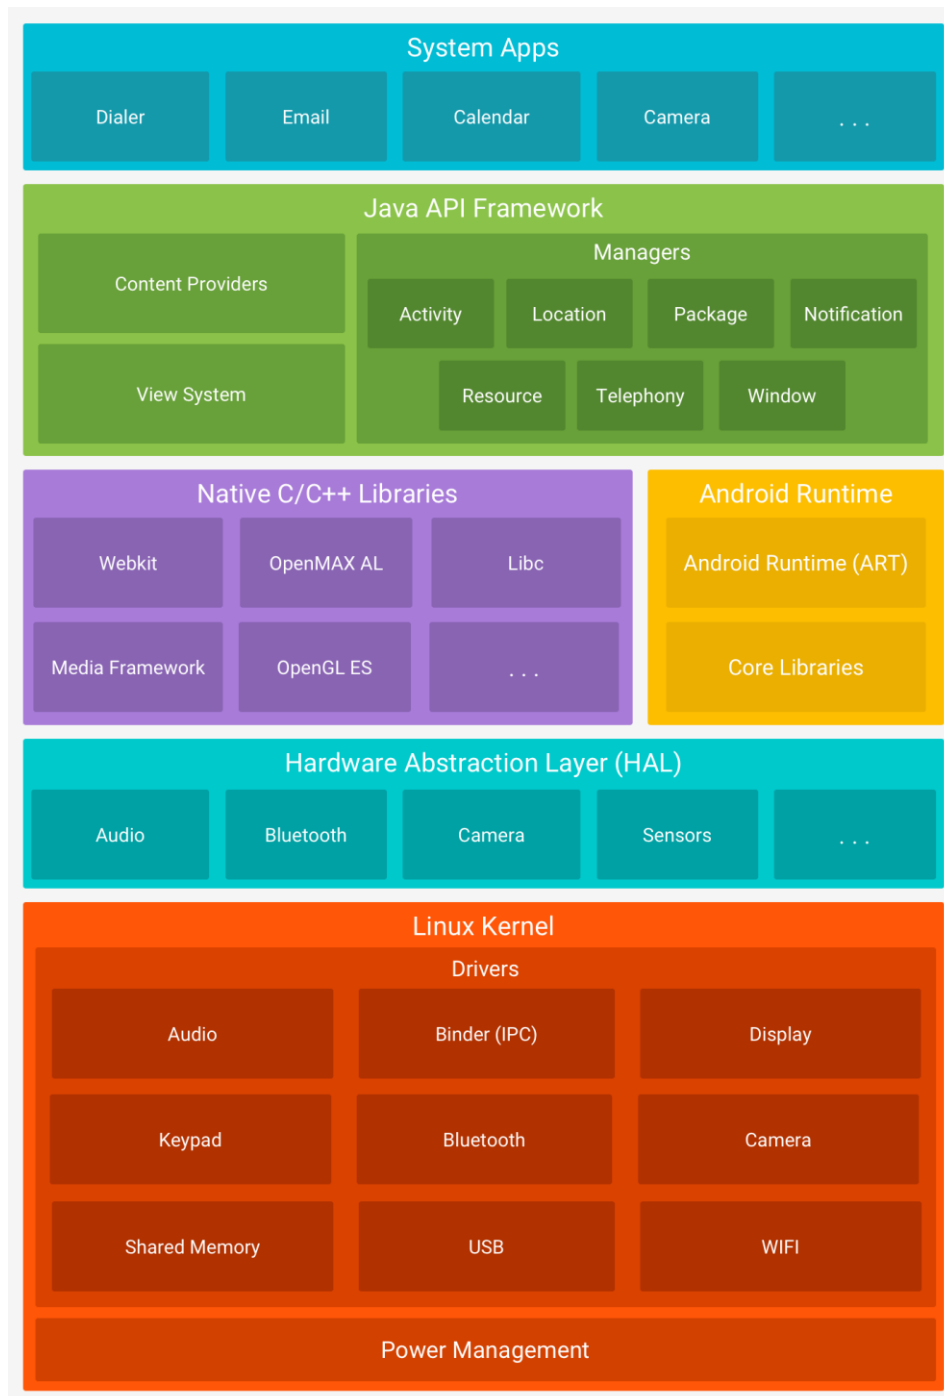 System Apps
Dialer
Email
Calendar
Camera
. . .
Java API Framework
Content Providers
View System
Managers
Activity
Location
Package
Notification
Resource
Telephony
Window
Native C/C++ Libraries
Webkit
OpenMAX AL
Libc
Media Framework
OpenGL ES
. . .
Android Runtime
Android Runtime (ART)
Core Libraries
Hardware Abstraction Layer (HAL)
Audio
Bluetooth
Camera
Sensors
. . .
Linux Kernel
Drivers
Audio
Binder (IPC)
Display
Keypad
Bluetooth
Camera
Shared Memory
USB
WIFI
Power Management